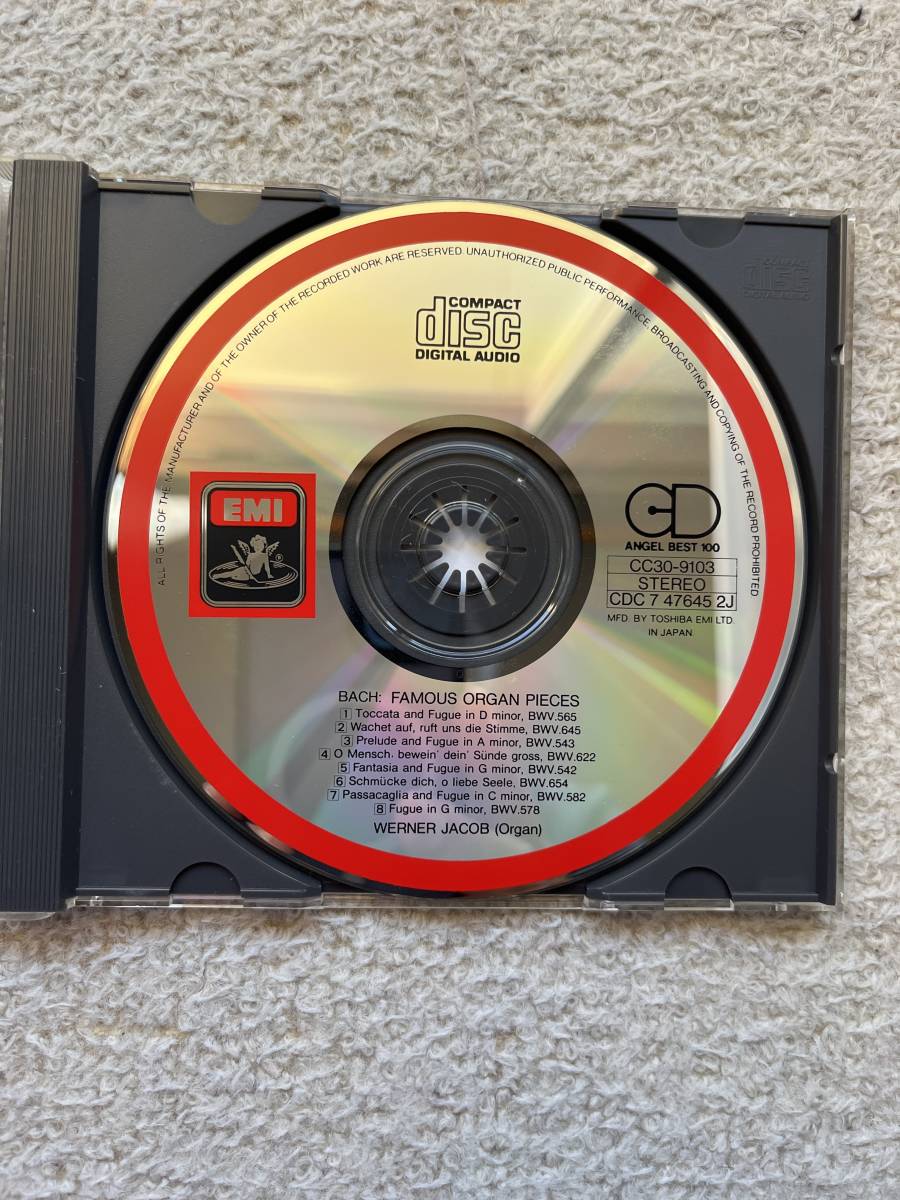 ALL RIGHTS OF THE MANUFACTURER AND OF THE OWNER OF THE RECORDED WORK ARE RESERVED. UNAUTHORIZED PUBLIC PERFORMANCE, BROADCASTING AND COPYING OF THE RECORD PROHIBITED.
COMPACT
disc
DIGITAL AUDIO
COMPACT
disc
DIGITAL AUDIO
EMI
®
CD
ANGEL BEST 100
CC30-9103
STEREO
CDC 7 47645 2J
MFD. BY TOSHIBA EMI LTD.
IN JAPAN.
BACH: FAMOUS ORGAN PIECES
1 Toccata and Fugue in D minor, BWV.565
2 Wachet auf, ruft uns die Stimme, BWV.645
3 Prelude and Fugue in A minor, BWV.543
4 O Mensch, bewein' dein' Sünde gross, BWV.622
5 Fantasia and Fugue in G minor, BWV.542
6 Schmücke dich, o liebe Seele, BWV.654
7 Passacaglia and Fugue in C minor, BWV.582
8 Fugue in G minor, BWV.578
WERNER JACOB (Organ)